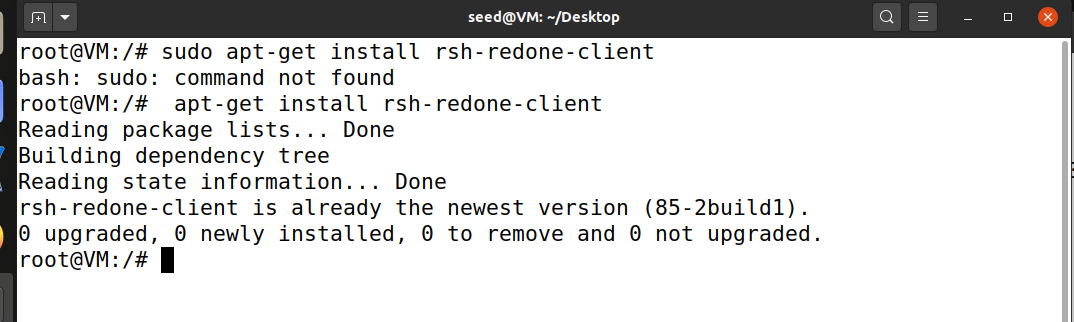 seed@VM: ~/Desktop
root@VM:/# sudo apt-get install rsh-redone-client
bash: sudo: command not found
root@VM:/#  apt-get install rsh-redone-client
Reading package lists... Done
Building dependency tree
Reading state information... Done
rsh-redone-client is already the newest version (85-2build1).
0 upgraded, 0 newly installed, 0 to remove and 0 not upgraded.
root@VM:/#